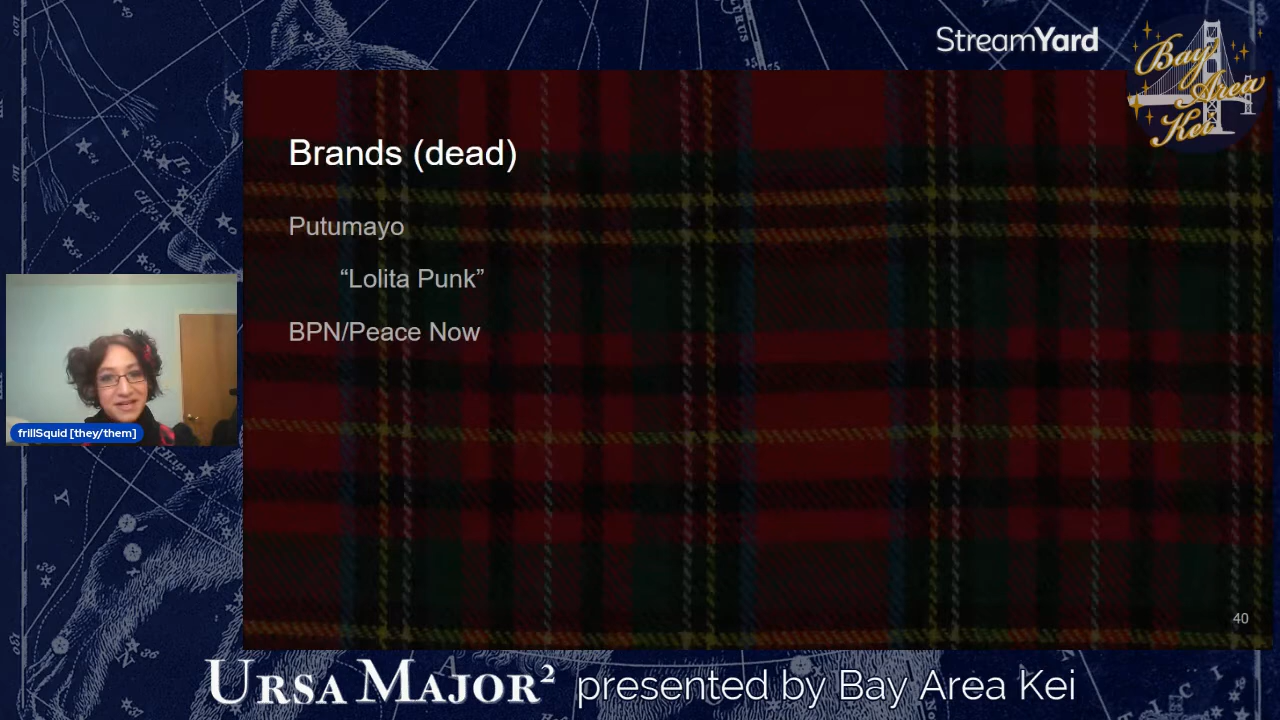 StreamYard
Bay
Area
Kei
Brands (dead)
Putumayo
“Lolita Punk”
BPN/Peace Now
frillSquid [they/them]
40
URSA MAJOR² presented by Bay Area Kei